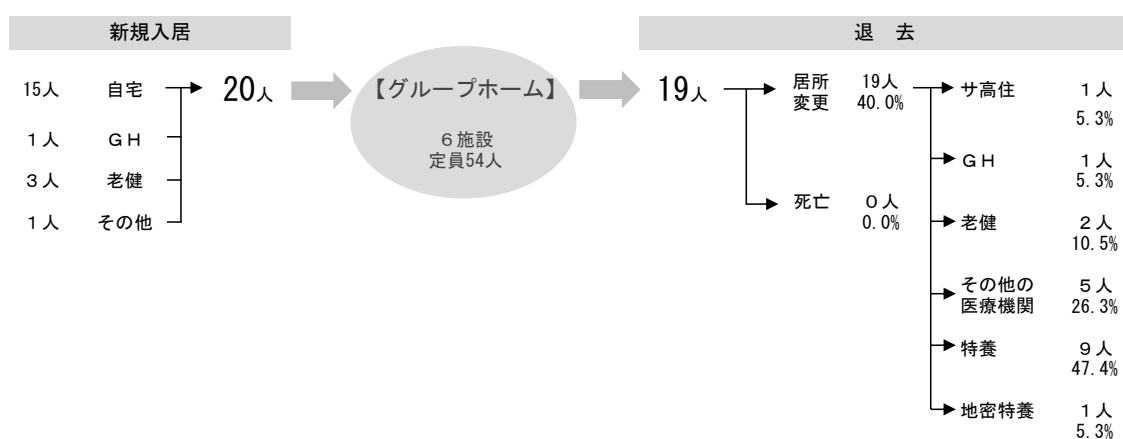 新規入居
退　去
15人　自宅
20人
1人　ＧＨ
3人　老健
1人　その他
【グループホーム】
6施設
定員54人
19人
居所
変更
19人
40.0%
死亡
0人
0.0%
サ高住
1人
5.3%
ＧＨ
1人
5.3%
老健
2人
10.5%
その他の
医療機関
5人
26.3%
特養
9人
47.4%
地密特養
1人
5.3%